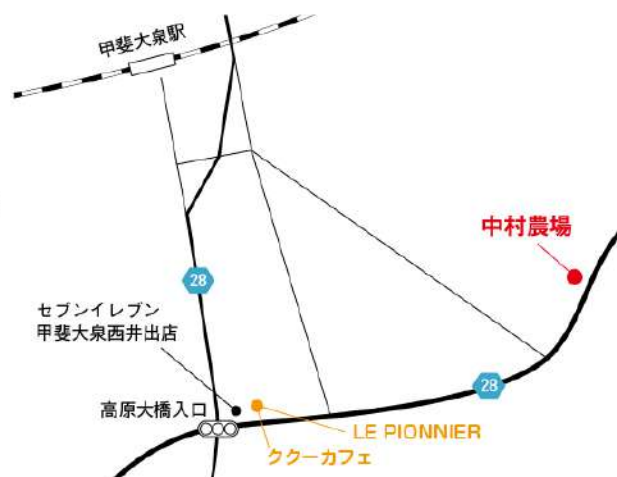 甲斐大泉駅
中村農場
28
セブンイレブン
甲斐大泉西井出店
28
高原大橋入口
LE PIONNIER
ククーカフェ